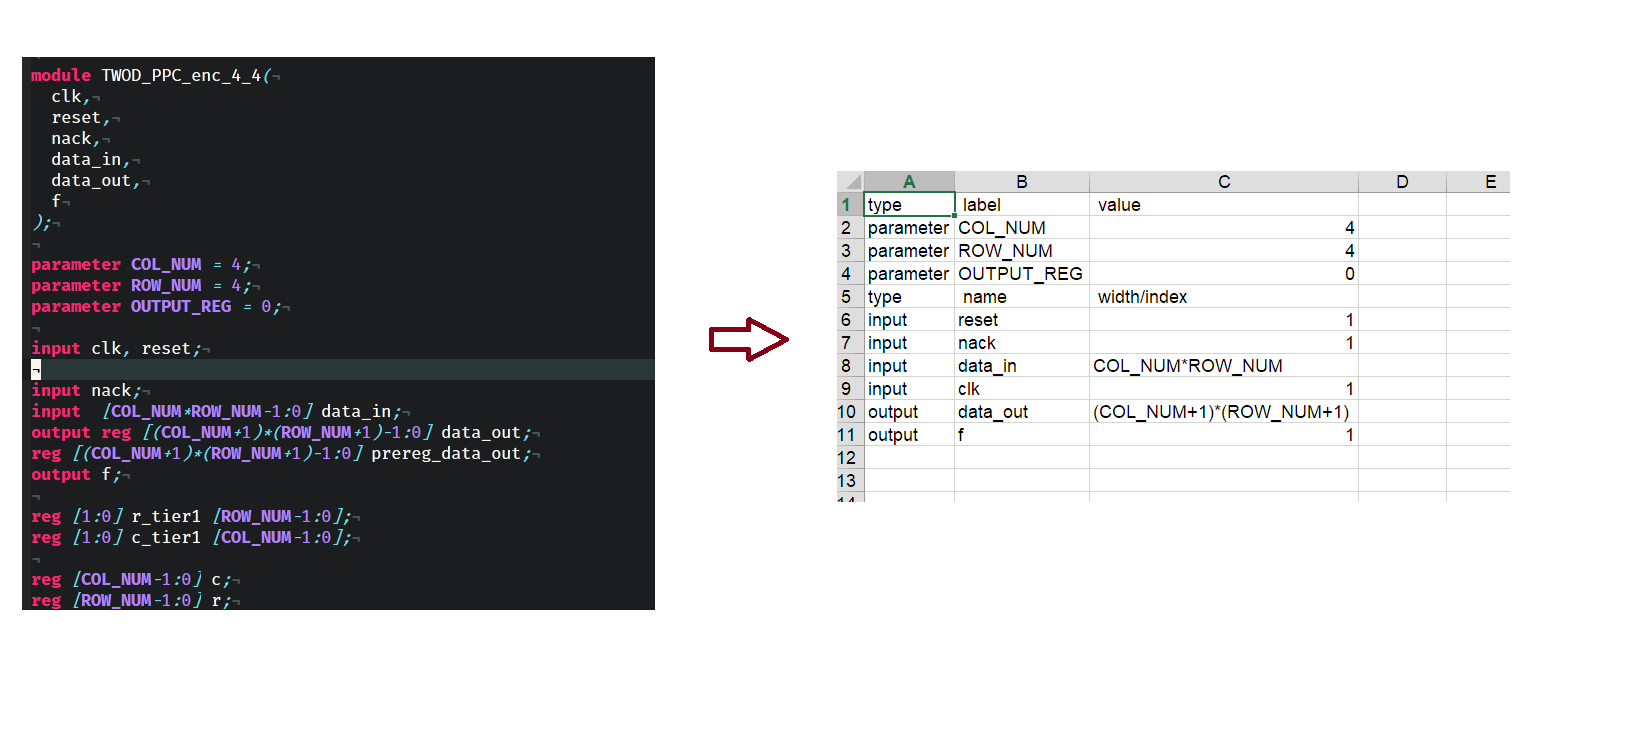 module TWOD_PPC_enc_4_4(¬
clk,¬
reset,¬
nack,¬
data_in,¬
data_out,¬
f¬
);¬
¬
parameter COL_NUM = 4;¬
parameter ROW_NUM = 4;¬
parameter OUTPUT_REG = 0;¬
¬
input clk, reset;¬
¬
input nack;¬
input  [COL_NUM*ROW_NUM-1:0] data_in;¬
output reg [(COL_NUM+1)*(ROW_NUM+1)-1:0] data_out;¬
reg [(COL_NUM+1)*(ROW_NUM+1)-1:0] prereg_data_out;¬
output f;¬
¬
reg [1:0] r_tier1 [ROW_NUM-1:0];¬
reg [1:0] c_tier1 [COL_NUM-1:0];¬
¬
reg [COL_NUM-1:0] c;¬
reg [ROW_NUM-1:0] r;¬
A B C D E
1 type label value
2 parameter COL_NUM 4
3 parameter ROW_NUM 4
4 parameter OUTPUT_REG 0
5 type name width/index
6 input reset 1
7 input nack 1
8 input data_in COL_NUM*ROW_NUM
9 input clk 1
10 output data_out (COL_NUM+1)*(ROW_NUM+1)
11 output f 1
12
13
14